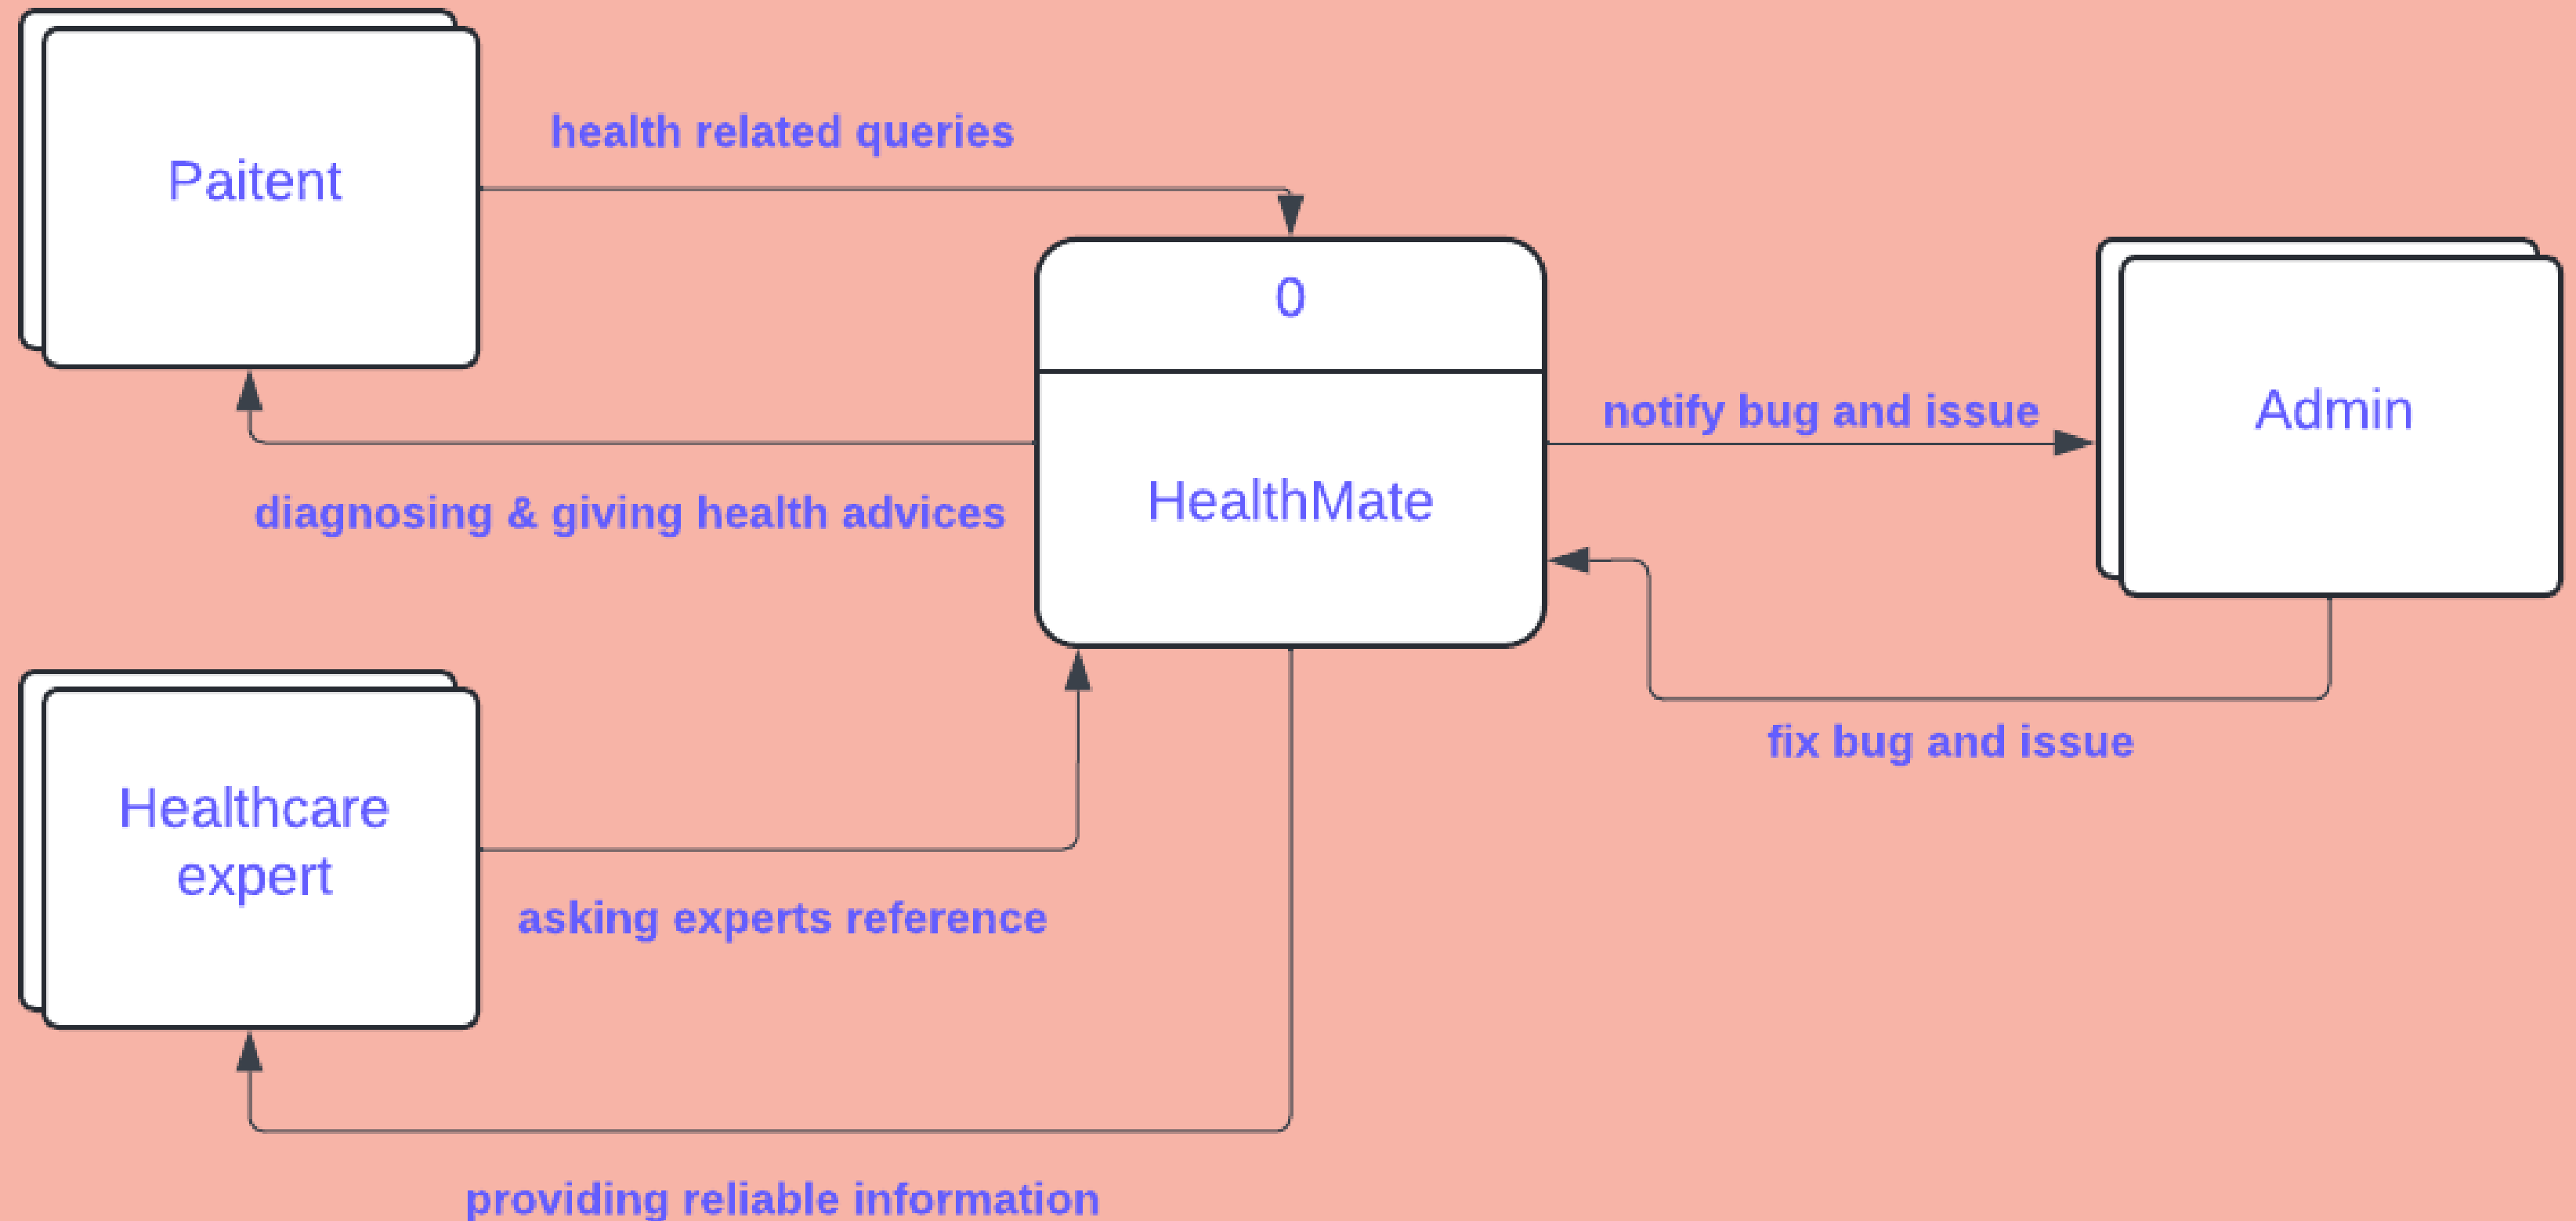 Paitent
health related queries
0
HealthMate
diagnosing & giving health advices
notify bug and issue
Admin
fix bug and issue
Healthcare
expert
asking experts reference
providing reliable information